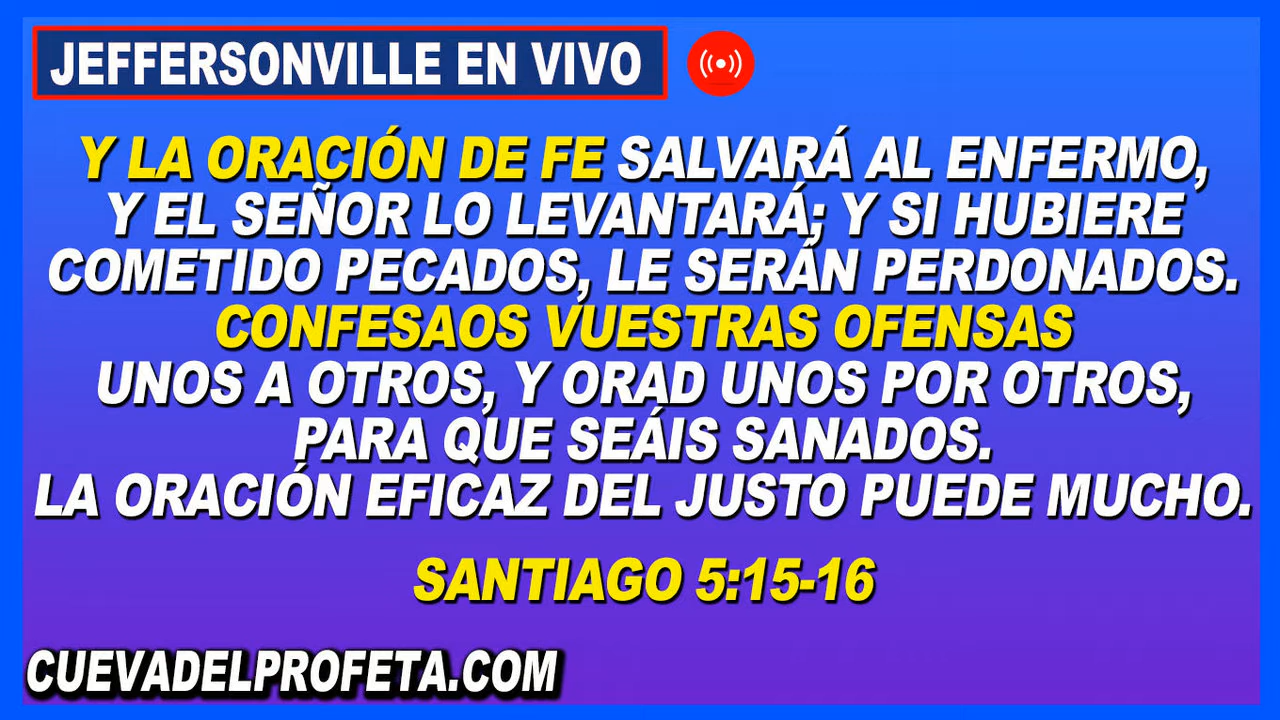 JEFFERSONVILLE EN VIVO
Y LA ORACIÓN DE FE SALVARÁ AL ENFERMO,
Y EL SEÑOR LO LEVANTARÁ; Y SI HUBIERE
COMETIDO PECADOS, LE SERÁN PERDONADOS.
CONFESAOS VUESTRAS OFENSAS
UNOS A OTROS, Y ORAD UNOS POR OTROS,
PARA QUE SEÁIS SANADOS.
LA ORACIÓN EFICAZ DEL JUSTO PUEDE MUCHO.
SANTIAGO 5:15-16
CUEVADELPROFETA.COM